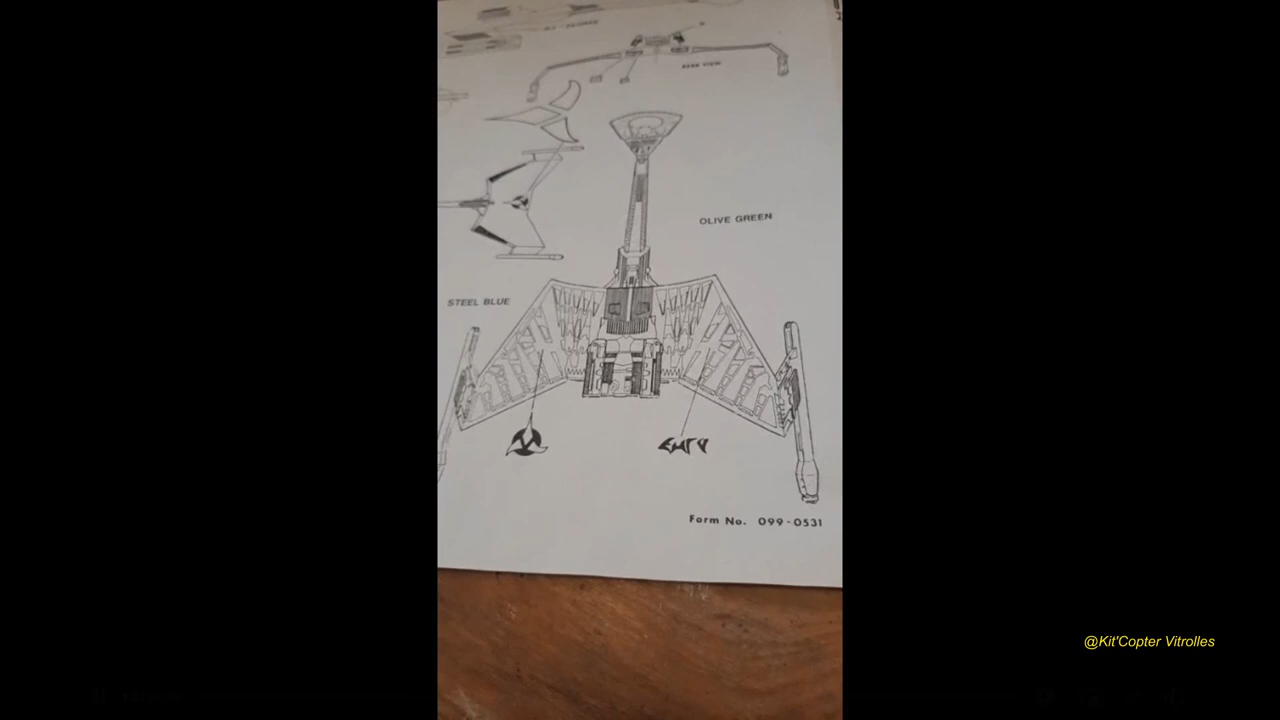 REAR VIEW
OLIVE GREEN
STEEL BLUE
Form No. 099-0531
@Kit'Copter Vitrolles